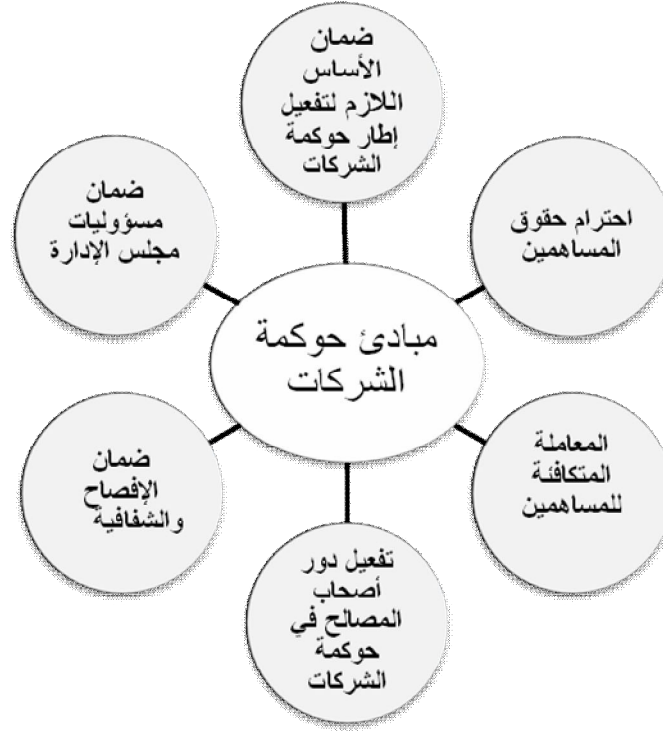 ضمان
الأساس
اللازم لتفعيل
إطار حوكمة
الشركات
احترام حقوق
المساهمين
المعاملة
المتكافئة
للمساهمين
تفعيل دور
أصحاب
المصالح في
حوكمة
الشركات
ضمان
الإفصاح
والشفافية
ضمان
مسؤوليات
مجلس الإدارة
مبادئ حوكمة
الشركات